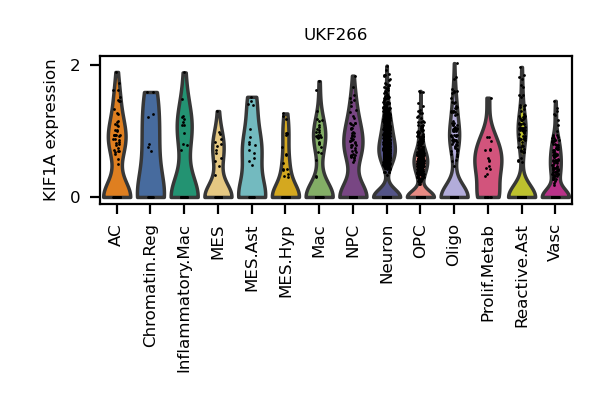 UKF266
KIF1A expression
2
0
AC
Chromatin.Reg
Inflammatory.Mac
MES
MES.Ast
MES.Hyp
Mac
NPC
Neuron
OPC
Oligo
Prolif.Metab
Reactive.Ast
Vasc